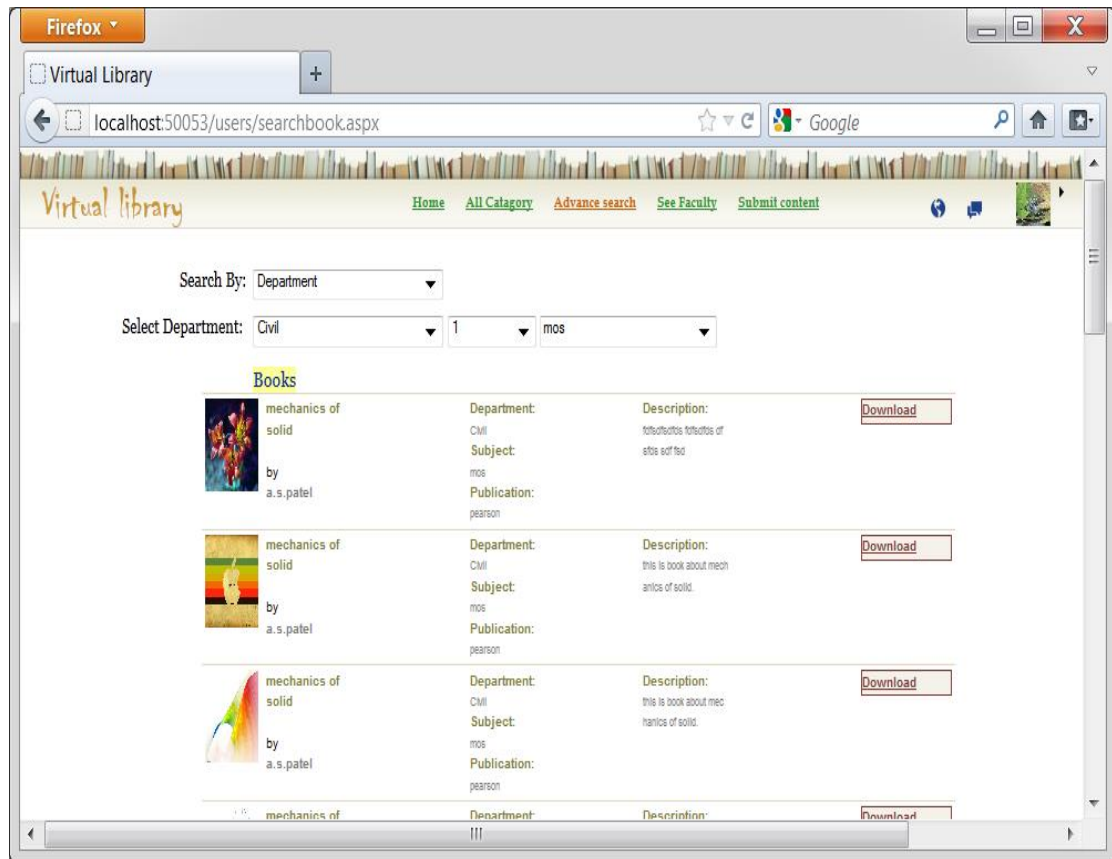 Firefox
Virtual Library
localhost:50053/users/searchbook.aspx
Google
Virtual library
Home All Catagory Advance search See Faculty Submit content
Search By: Department
Select Department: Civil 1 mos
Books
mechanics of Department: Description: Download
solid Civil
Subject: sfds sdf fsd
by mos
a.s.patel Publication:
pearson
mechanics of Department: Description: Download
solid Civil this is book about mech
Subject: anics of solid.
by mos
a.s.patel Publication:
pearson
mechanics of Department: Description: Download
solid Civil this is book about mec
Subject: hanics of solid.
by mos
a.s.patel Publication:
pearson
mechanics of Department: Description: Download